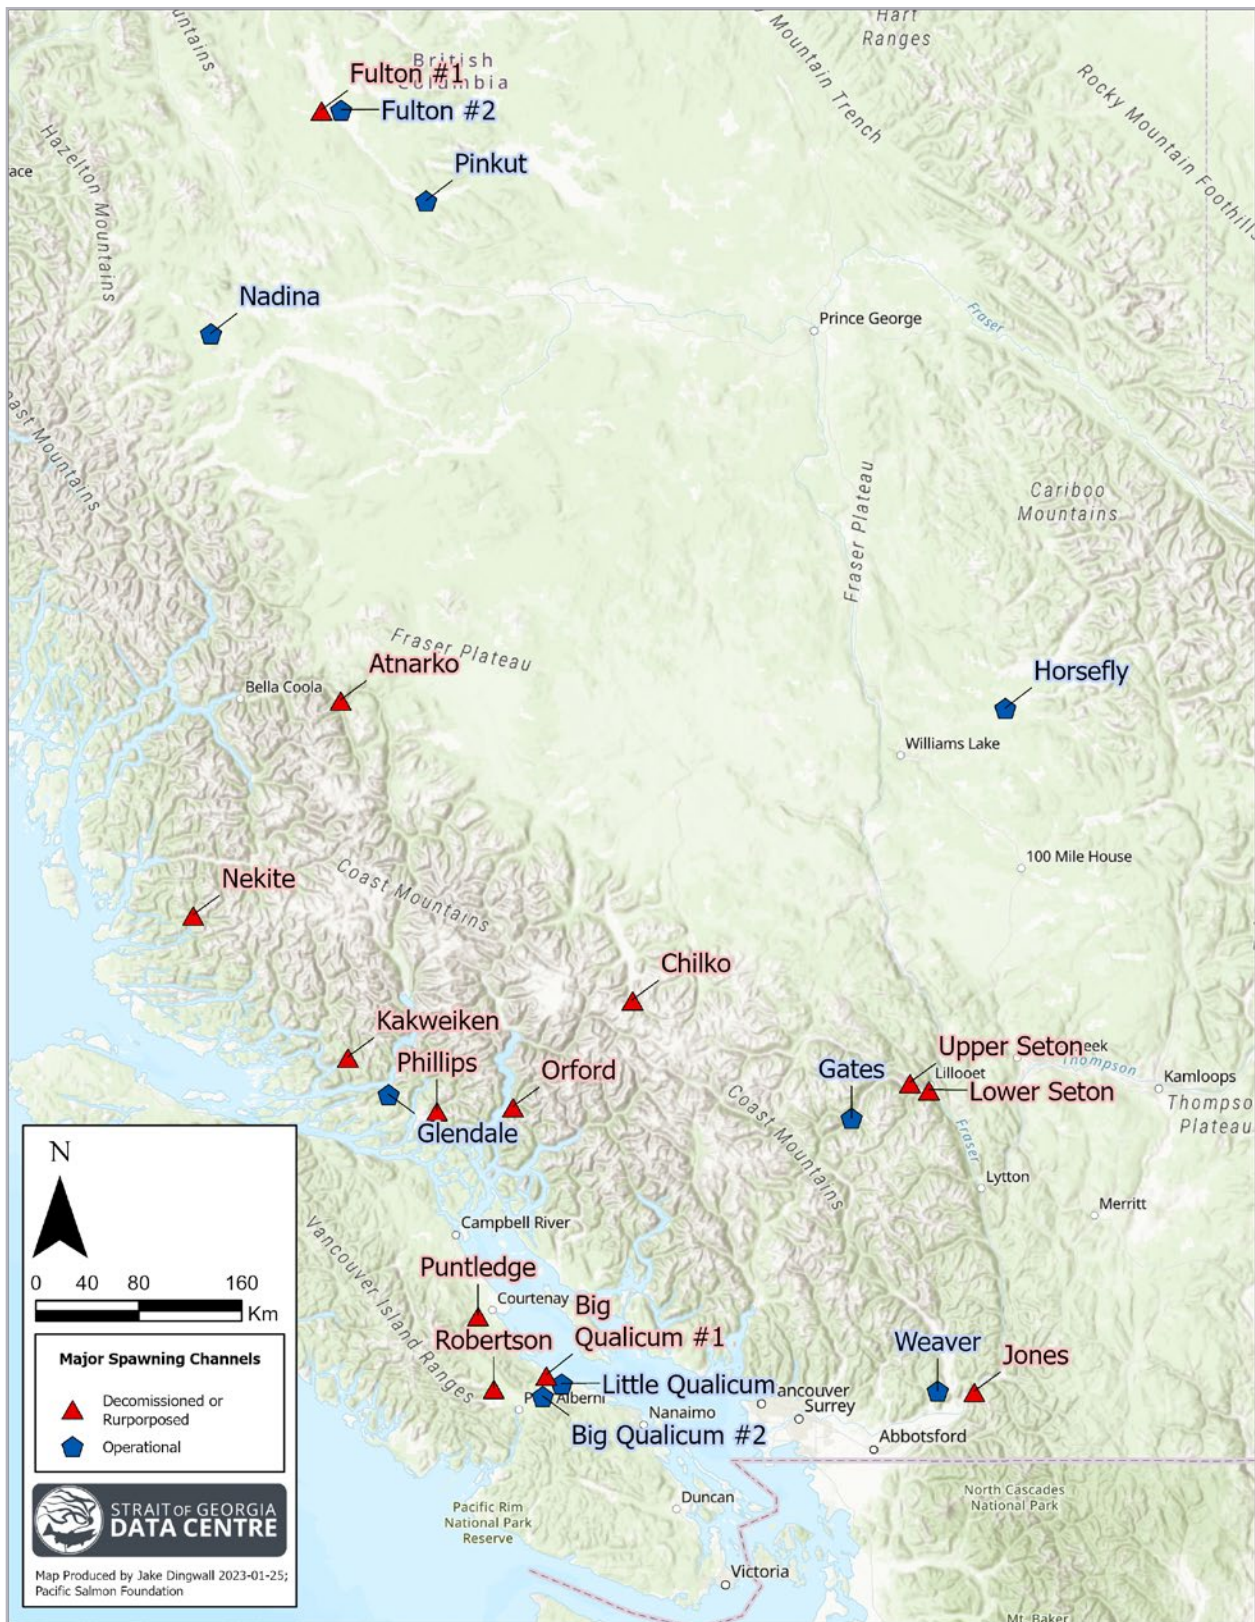 Hart
Ranges
Mountain Trench
Rocky Mountain Foothills
British
Columbia
Fulton #1
Fulton #2
Hazelton Mountains
ace
Pinkut
Nadina
Prince George
Fraser
Mountains
Fraser Plateau
Cariboo
Mountains
Fraser Plateau
Atnarko
Bella Coola
Horsefly
Williams Lake
100 Mile House
Nekite
Coast Mountains
Chilko
Kakweiken
Phillips
Orford
Glendale
Gates
Upper Seton
eek
Lillooet
Lower Seton
Thompson
Kamloops
Thompso
Plateau
Coast Mountains
Fraser
Lytton
Merritt
Campbell River
Vancouver Island Ranges
Puntledge
Courtenay
Big
Qualicum #1
Robertson
Little Qualicum
Alberni
Big Qualicum #2
Nanaimo
ancouver
Surrey
Weaver
Jones
Abbotsford
North Cascades
National Park
Pacific Rim
National Park
Reserve
Duncan
Victoria
Mt. Baker
N
0 40 80 160
Km
Major Spawning Channels
Decomissioned or
Rurporposed
Operational
STRAIT OF GEORGIA
DATA CENTRE
Map Produced by Jake Dingwall 2023-01-25;
Pacific Salmon Foundation